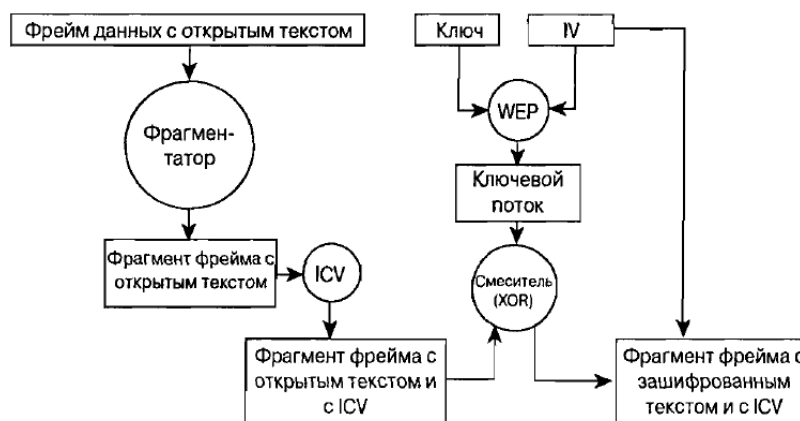 Фрейм данных с открытым текстом
Ключ
IV
WEP
Фрагмен-
татор
Ключевой
поток
Фрагмент фрейма с
открытым текстом
ICV
Смеситель
(XOR)
Фрагмент фрейма с
открытым текстом и
с ICV
Фрагмент фрейма с
зашифрованным
текстом и с ICV